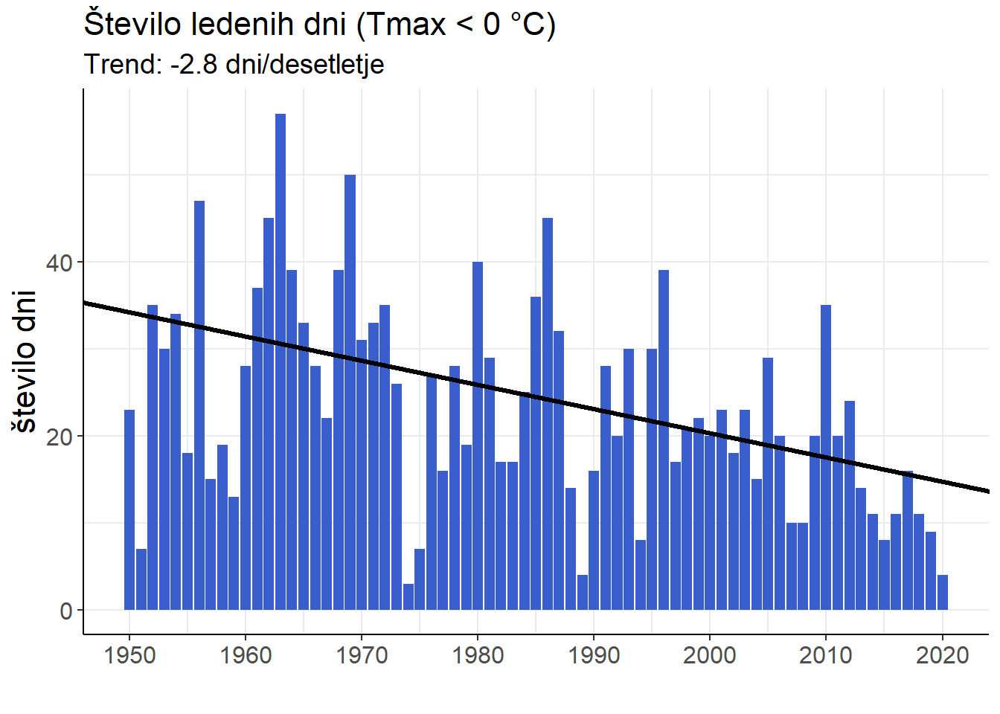 Število ledenih dni (Tmax < 0 °C)
Trend: -2.8 dni/desetletje
število dni
40
20
0
1950 1960 1970 1980 1990 2000 2010 2020